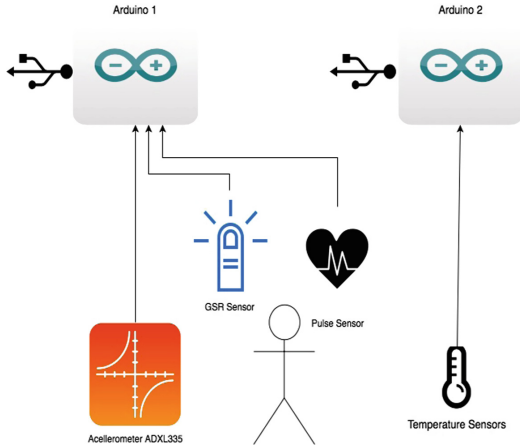 Arduino 1
Arduino 2
GSR Sensor
Pulse Sensor
Acellerometer ADXL335
Temperature Sensors